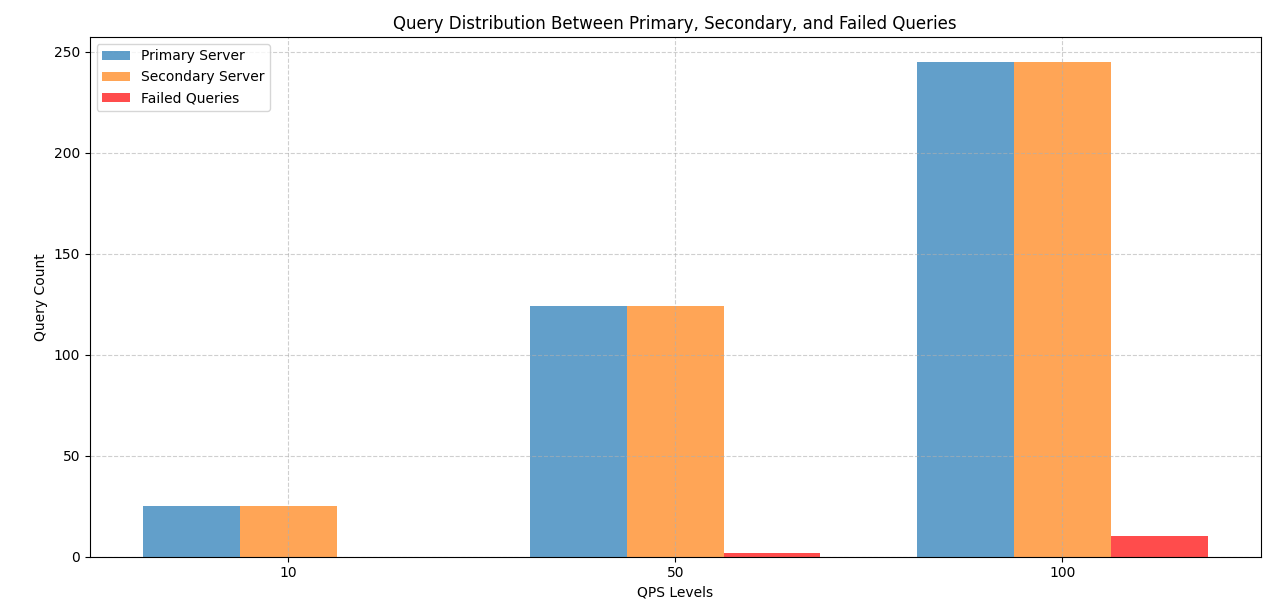 Query Distribution Between Primary, Secondary, and Failed Queries
Primary Server
Secondary Server
Failed Queries
Query Count
250
200
150
100
50
0
10
50
100
QPS Levels